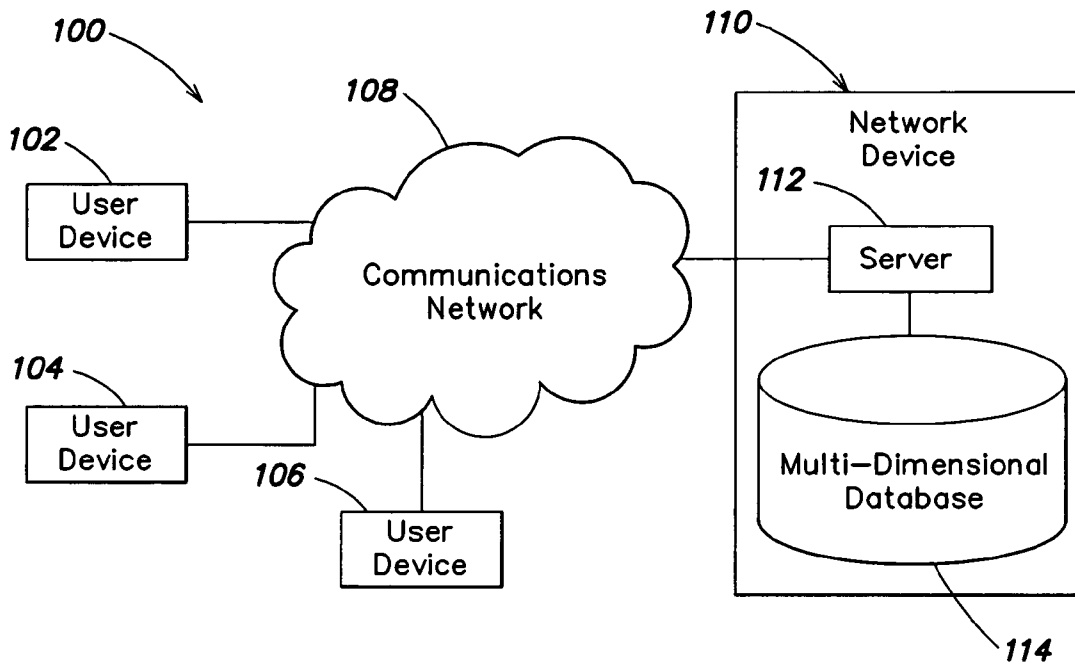 100
110
108
Network
Device
102
112
User
Device
Server
Communications
Network
104
User
Device
Multi-Dimensional
Database
106
User
Device
114